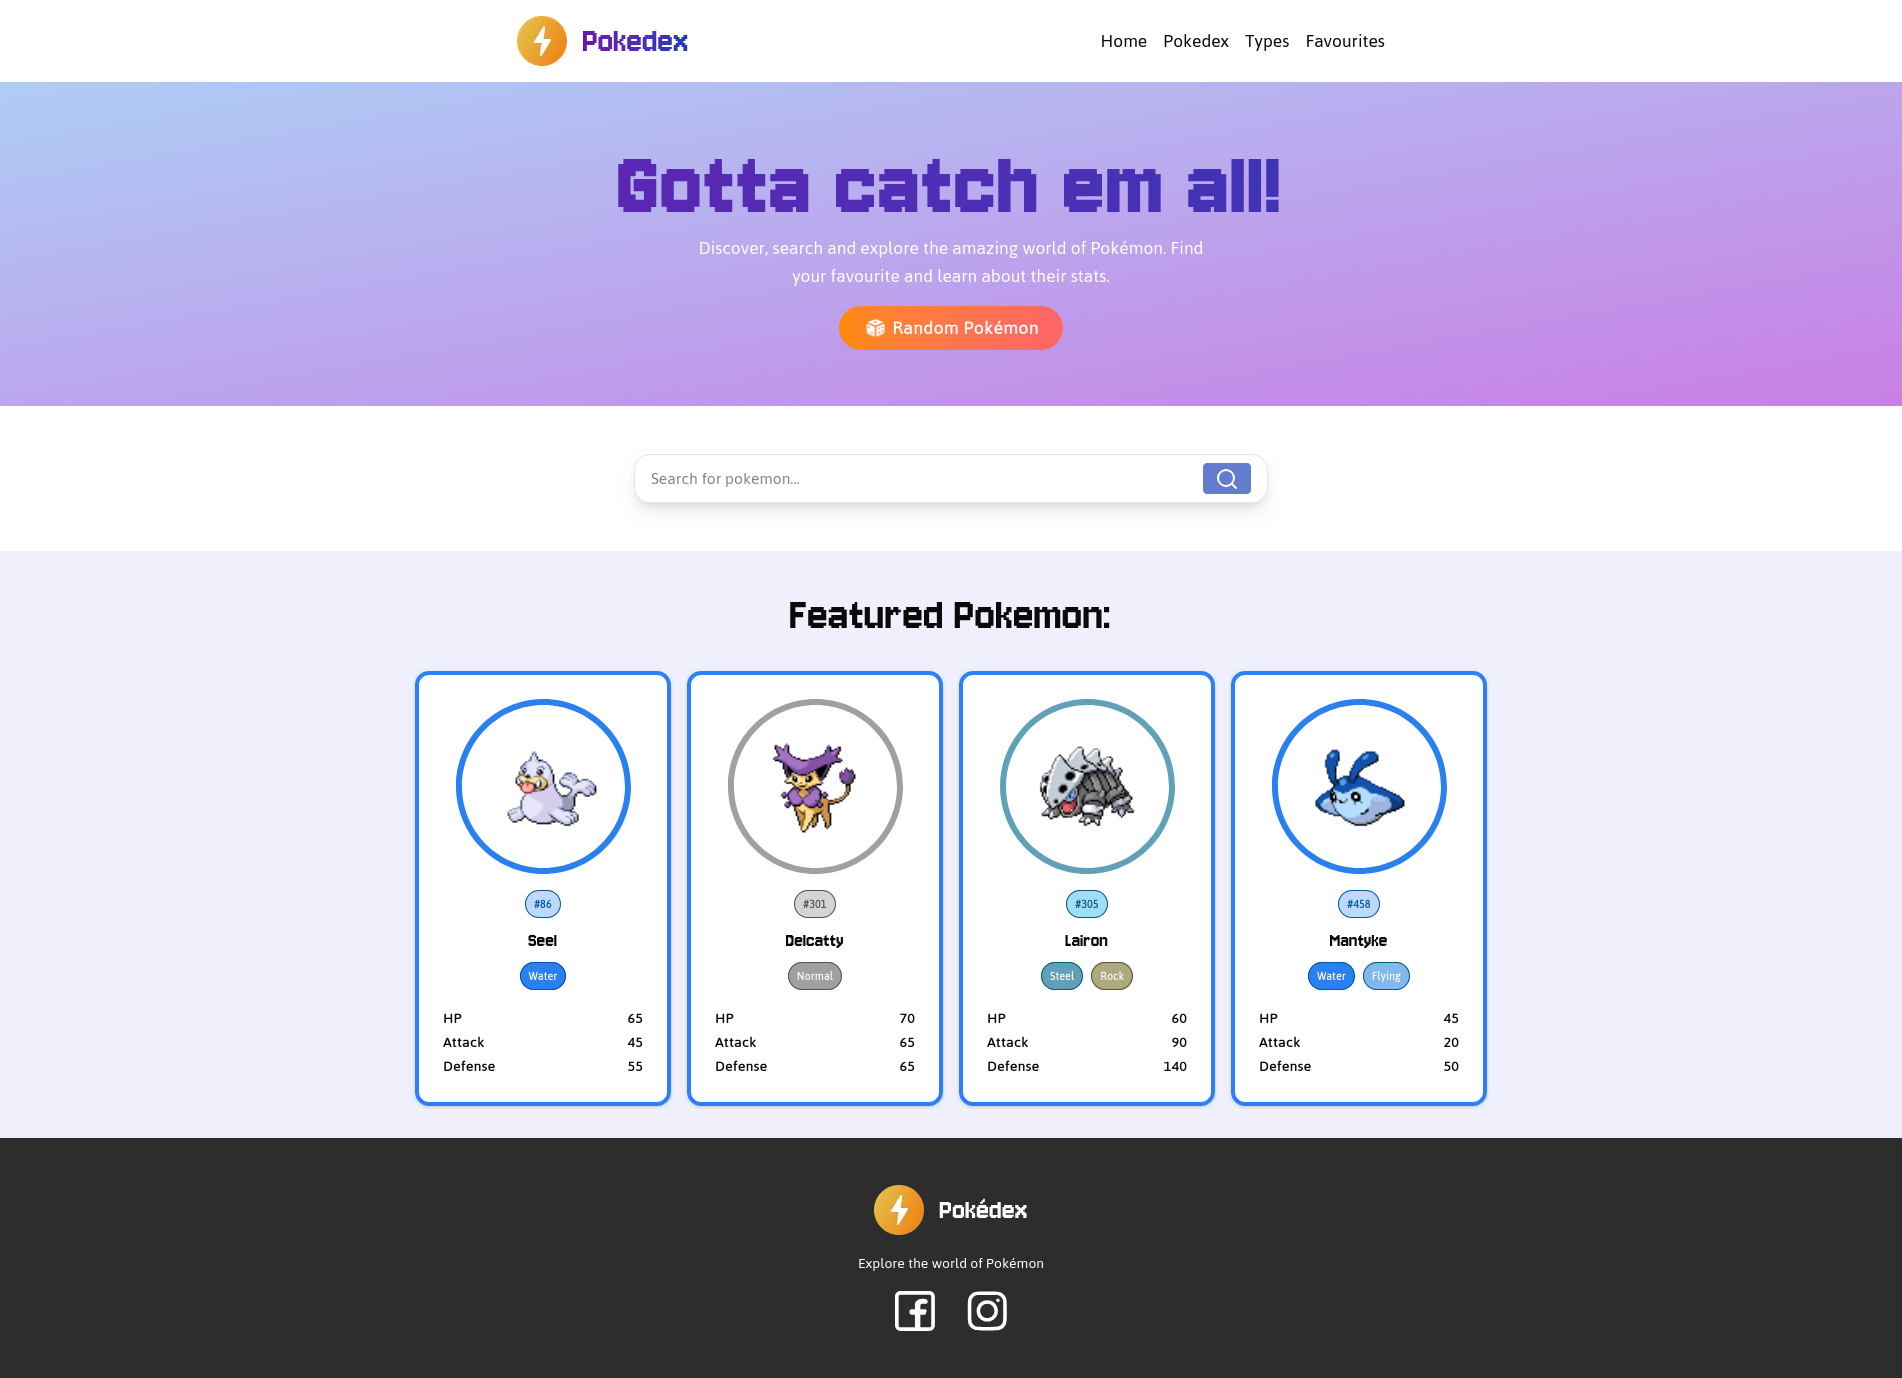 Pokedex
Home Pokedex Types Favourites
Gotta catch em all!
Discover, search and explore the amazing world of Pokémon. Find
your favourite and learn about their stats.
Random Pokémon
Search for pokemon...
Featured Pokemon:
#86
Seel
Water
HP 65
Attack 45
Defense 55
#301
Delcatty
Normal
HP 70
Attack 65
Defense 65
#305
Lairon
Steel Rock
HP 60
Attack 90
Defense 140
#458
Mantyke
Water Flying
HP 45
Attack 20
Defense 50
Pokédex
Explore the world of Pokémon